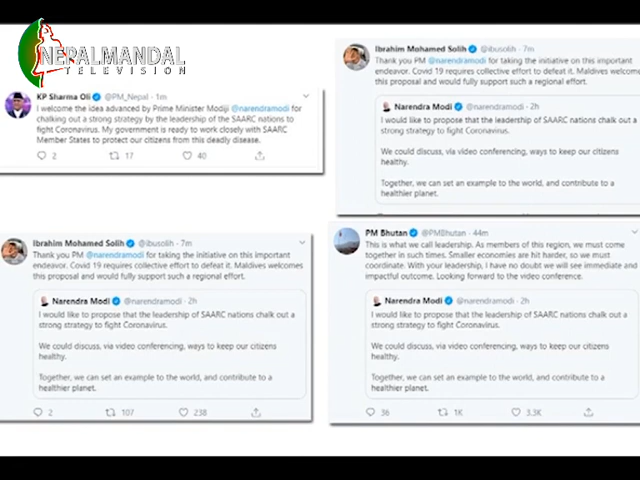 NEPALMANDAL
TELEVISION
KP Sharma Oli @PM_Nepal · 1m
I welcome the idea advanced by Prime Minister Modiji @narendramodi for
chalking out a strong strategy by the leadership of the SAARC nations to
fight Coronavirus. My government is ready to work closely with SAARC
Member States to protect our citizens from this deadly disease.
2 17 40
Ibrahim Mohamed Solih @ibusolih · 7m
Thank you PM @narendramodi for taking the initiative on this important
endeavor. Covid 19 requires collective effort to defeat it. Maldives welcomes
this proposal and would fully support such a regional effort.
Narendra Modi @narendramodi · 2h
I would like to propose that the leadership of SAARC nations chalk out a
strong strategy to fight Coronavirus.
We could discuss, via video conferencing, ways to keep our citizens
healthy.
Together, we can set an example to the world, and contribute to a
healthier planet.
Ibrahim Mohamed Solih @ibusolih · 7m
Thank you PM @narendramodi for taking the initiative on this important
endeavor. Covid 19 requires collective effort to defeat it. Maldives welcomes
this proposal and would fully support such a regional effort.
Narendra Modi @narendramodi · 2h
I would like to propose that the leadership of SAARC nations chalk out a
strong strategy to fight Coronavirus.
We could discuss, via video conferencing, ways to keep our citizens
healthy.
Together, we can set an example to the world, and contribute to a
healthier planet.
2 107 238
PM Bhutan @PMBhutan · 44m
This is what we call leadership. As members of this region, we must come
together in such times. Smaller economies are hit harder, so we must
coordinate. With your leadership, I have no doubt we will see immediate and
impactful outcome. Looking forward to the video conference.
Narendra Modi @narendramodi · 2h
I would like to propose that the leadership of SAARC nations chalk out a
strong strategy to fight Coronavirus.
We could discuss, via video conferencing, ways to keep our citizens
healthy.
Together, we can set an example to the world, and contribute to a
healthier planet.
36 1K 3.3K